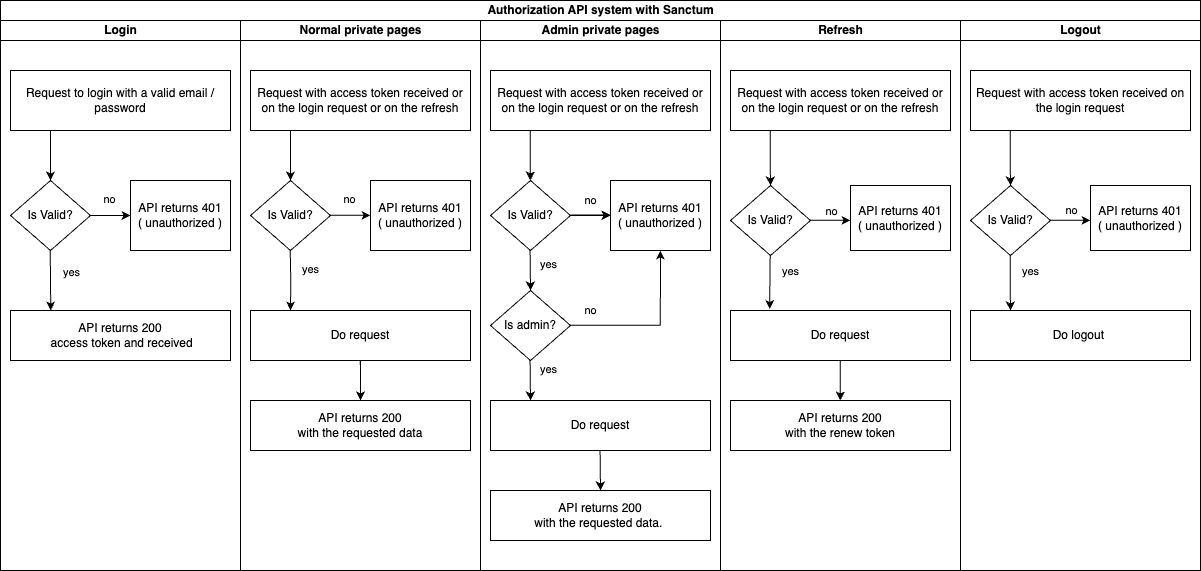 Authorization API system with Sanctum
Login
Normal private pages
Admin private pages
Refresh
Logout
Request to login with a valid email /
password
Is Valid?
no
API returns 401
( unauthorized )
yes
API returns 200
access token and received
Request with access token received or
on the login request or on the refresh
Is Valid?
no
API returns 401
( unauthorized )
yes
Do request
API returns 200
with the requested data
Request with access token received or
on the login request or on the refresh
Is Valid?
no
API returns 401
( unauthorized )
yes
Is admin?
no
yes
Do request
API returns 200
with the requested data.
Request with access token received or
on the login request or on the refresh
Is Valid?
no
API returns 401
( unauthorized )
yes
Do request
API returns 200
with the renew token
Request with access token received on
the login request
Is Valid?
no
API returns 401
( unauthorized )
yes
Do logout